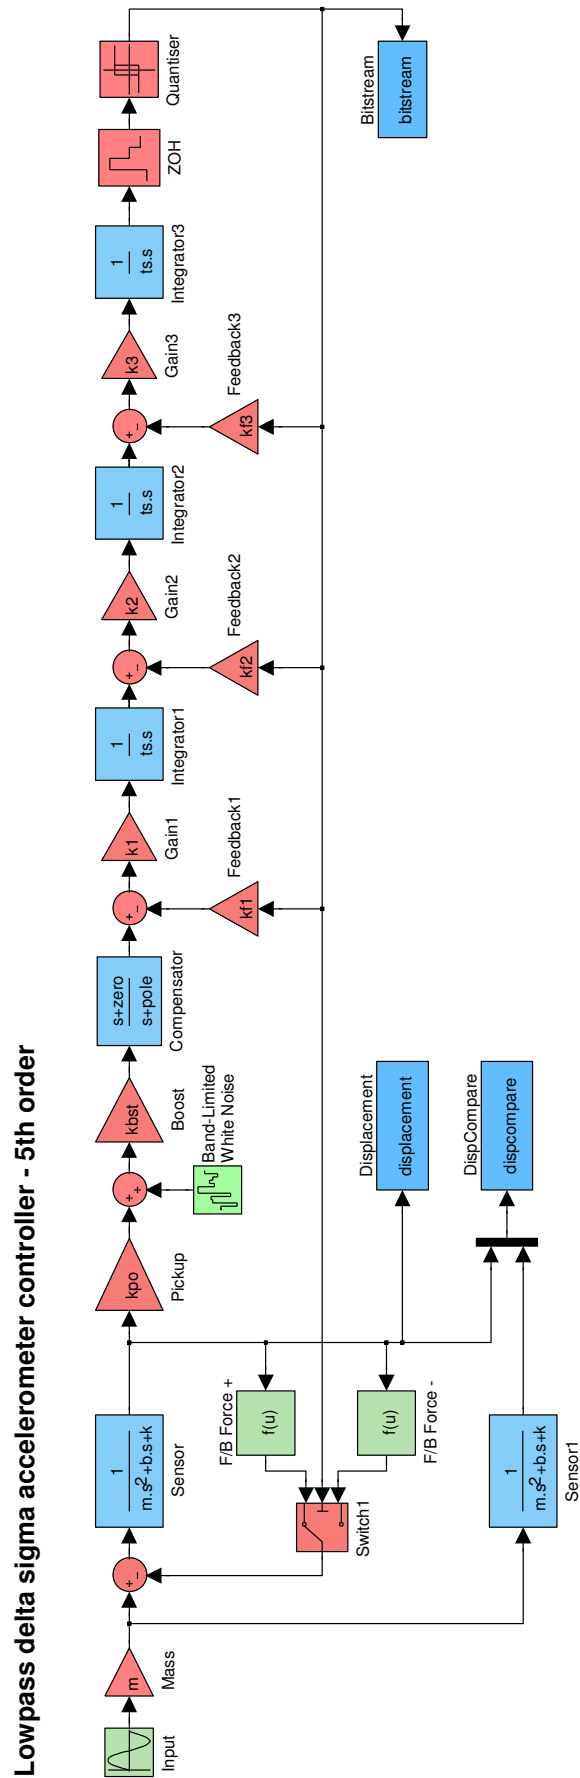 Lowpass delta sigma accelerometer controller - 5th order
Input
m
Mass
+
-
1
m.s²+b.s+k
Sensor
kpo
Pickup
+
+
Band-Limited
White Noise
kbst
Boost
s+zero
s+pole
Compensator
+
-
k1
Gain1
1
ts.s
Integrator1
+
-
k2
Gain2
1
ts.s
Integrator2
+
-
k3
Gain3
1
ts.s
Integrator3
ZOH
Quantiser
kf1
Feedback1
kf2
Feedback2
kf3
Feedback3
Bitstream
bitstream
F/B Force +
f(u)
Switch1
f(u)
F/B Force -
Displacement
displacement
DispCompare
dispcompare
1
m.s²+b.s+k
Sensor1